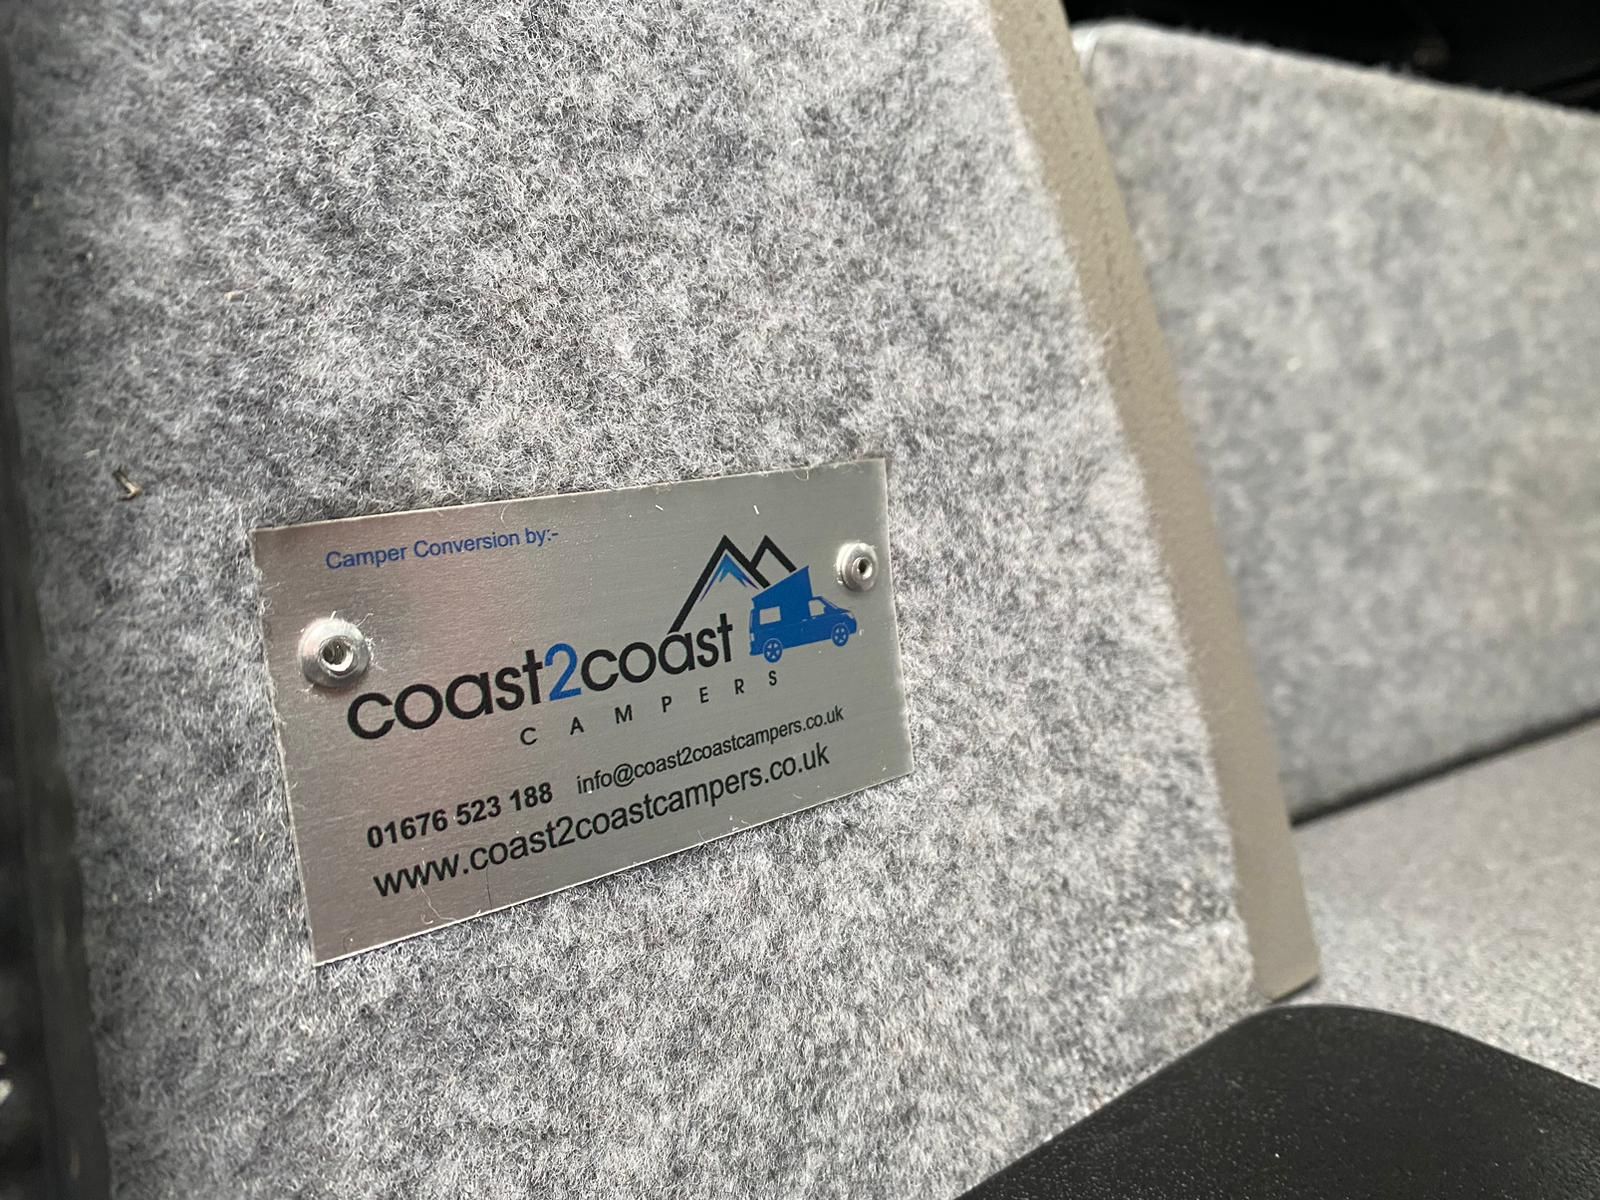 Camper Conversion by:-
coast2coast
CAMPERS
01676 523 188 info@coast2coastcampers.co.uk
www.coast2coastcampers.co.uk